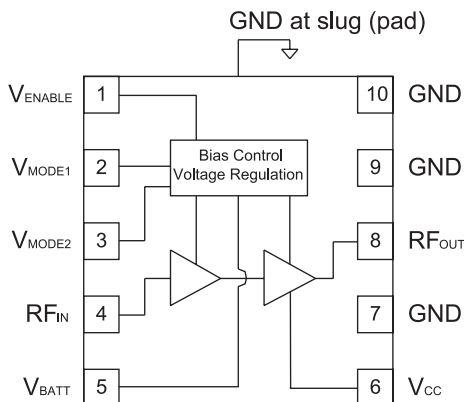 GND at slug (pad)
VENABLE 1
10 GND
VMODE1 2
Bias Control
Voltage Regulation
9 GND
VMODE2 3
8 RFOUT
RFIN 4
7 GND
VBATT 5
6 VCC